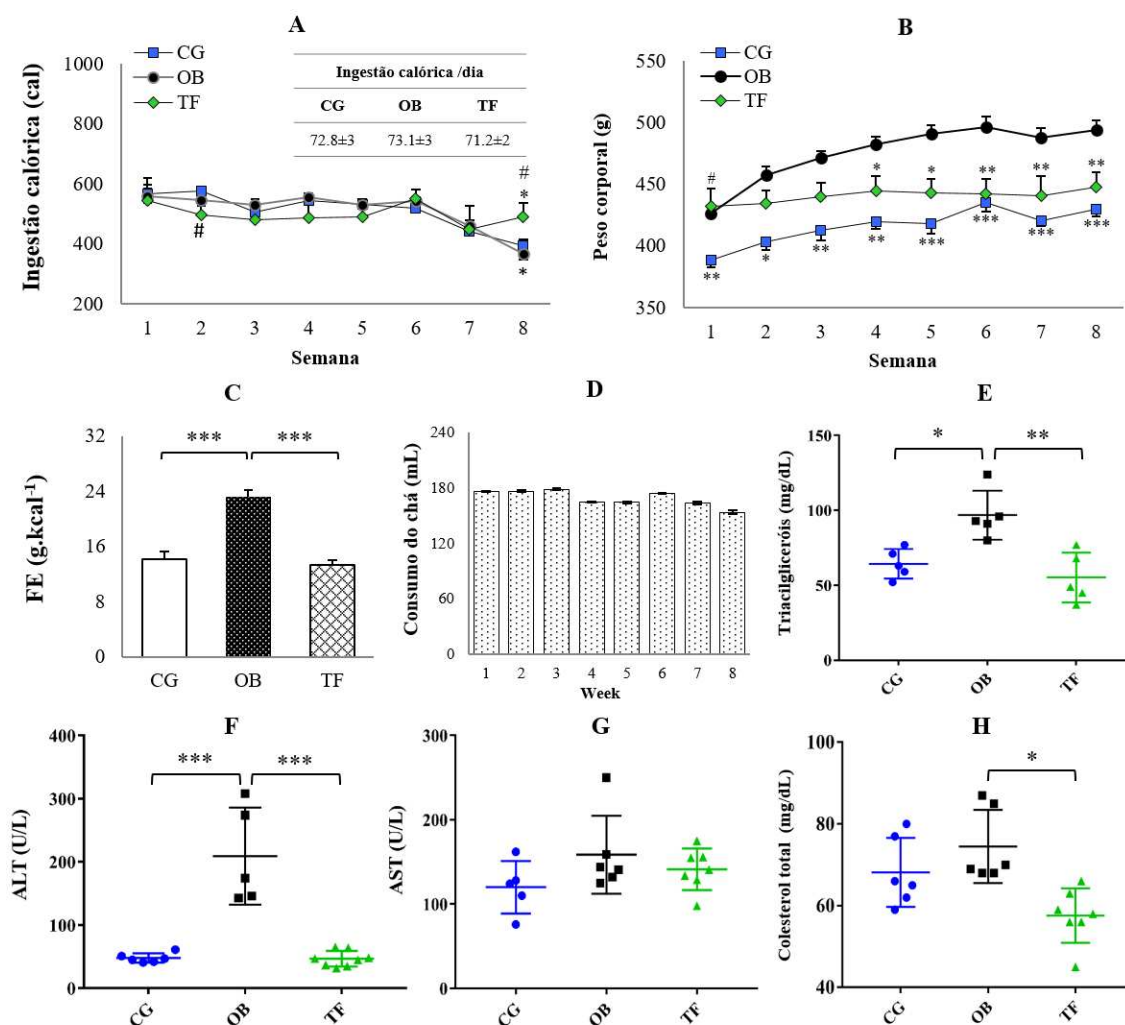 A
CG
OB
TF
Ingestão calórica (cal)
1000
800
600
400
200
Ingestão calórica /dia
CG OB TF
72.8±3 73.1±3 71.2±2
#
#
*
*
1 2 3 4 5 6 7 8
Semana
B
CG
OB
TF
Peso corporal (g)
550
500
450
400
350
# * * ** ** **
** * ** ** *** *** *** ***
1 2 3 4 5 6 7 8
Semana
C
*** ***
FE (g.kcal⁻¹)
32
24
16
8
0
CG OB TF
D
Consumo do chá (mL)
240
180
120
60
0
1 2 3 4 5 6 7 8
Week
E
* **
Triacigliceróis (mg/dL)
150
100
50
0
CG OB TF
F
*** ***
ALT (U/L)
400
300
200
100
0
CG OB TF
G
AST (U/L)
300
200
100
0
CG OB TF
H
*
Colesterol total (mg/dL)
100
80
60
40
CG OB TF